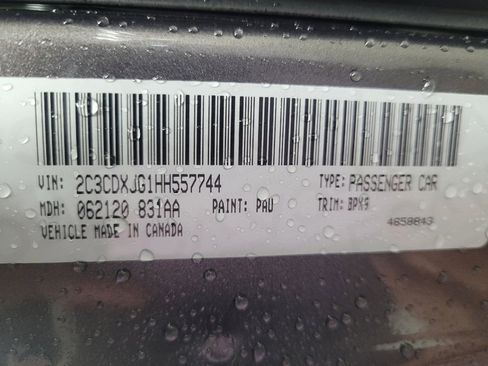 VIN: 2C3CDXJG1HH557744 TYPE: PASSENGER CAR
MDH: 062120 831AA PAINT: PAU TRIM: BPX9
VEHICLE MADE IN CANADA 4658843